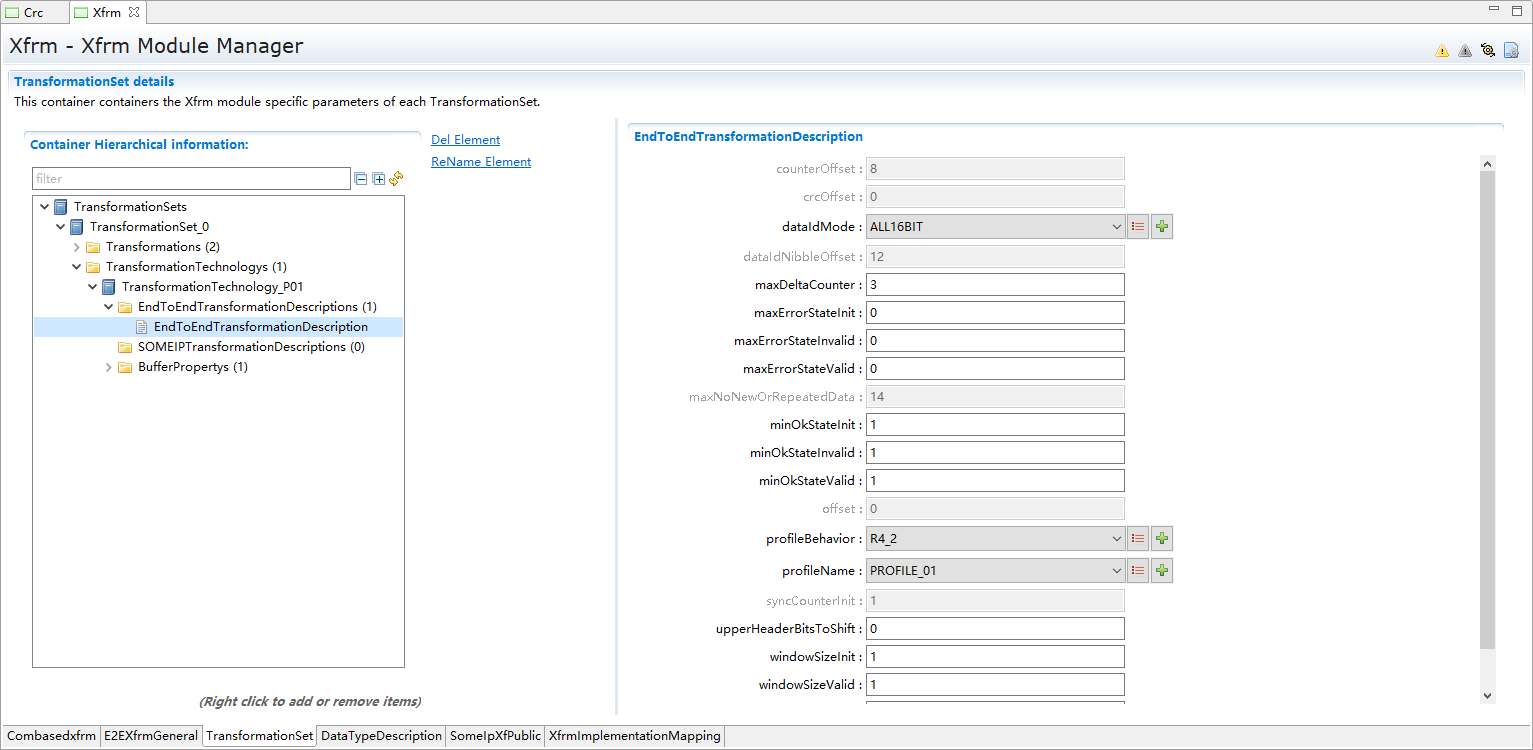 Crc
Xfrm
Xfrm - Xfrm Module Manager
TransformationSet details
This container containers the Xfrm module specific parameters of each TransformationSet.
Container Hierarchical information:
filter
TransformationSets
TransformationSet_0
Transformations (2)
TransformationTechnologys (1)
TransformationTechnology_P01
EndToEndTransformationDescriptions (1)
EndToEndTransformationDescription
SOMEIPTransformationDescriptions (0)
BufferPropertys (1)
(Right click to add or remove items)
Del Element
ReName Element
EndToEndTransformationDescription
counterOffset : 8
crcOffset : 0
dataIdMode : ALL16BIT
dataIdNibbleOffset : 12
maxDeltaCounter : 3
maxErrorStateInit : 0
maxErrorStateInvalid : 0
maxErrorStateValid : 0
maxNoNewOrRepeatedData : 14
minOkStateInit : 1
minOkStateInvalid : 1
minOkStateValid : 1
offset : 0
profileBehavior : R4_2
profileName : PROFILE_01
syncCounterInit : 1
upperHeaderBitsToShift : 0
windowSizeInit : 1
windowSizeValid : 1
Combasedxfrm E2EXfrmGeneral TransformationSet DataTypeDescription SomeIpXfPublic XfrmImplementationMapping